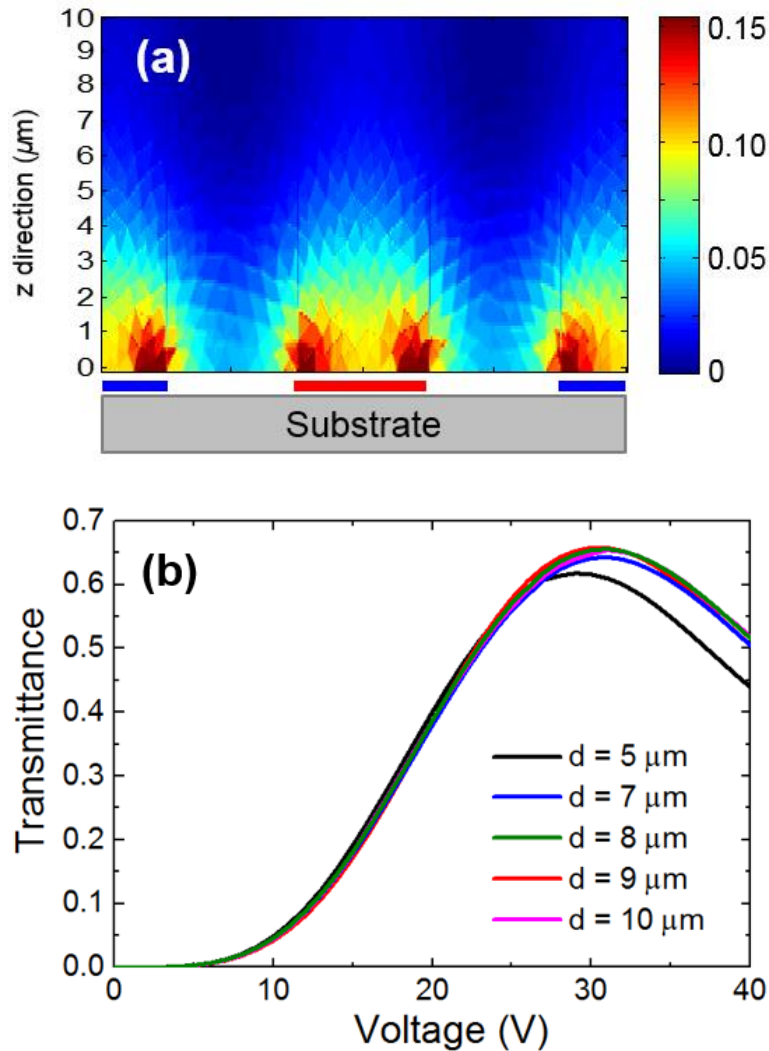 (a)
z direction (μm)
10
9
8
7
6
5
4
3
2
1
0
0.15
0.10
0.05
0
Substrate
(b)
Transmittance
0.7
0.6
0.5
0.4
0.3
0.2
0.1
0.0
d = 5 μm
d = 7 μm
d = 8 μm
d = 9 μm
d = 10 μm
0 10 20 30 40
Voltage (V)